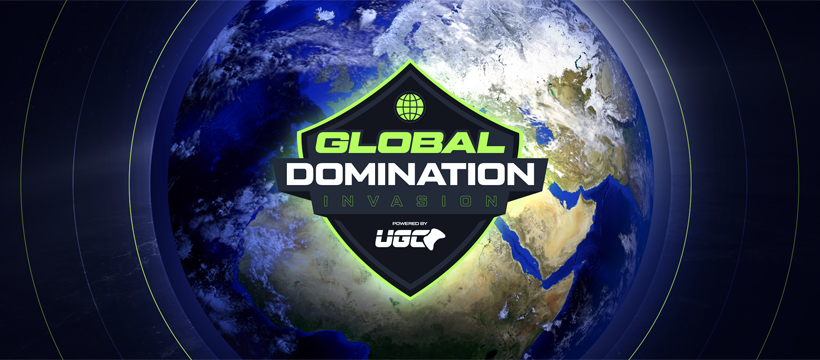 GLOBAL
DOMINATION
INVASION
POWERED BY
UGC